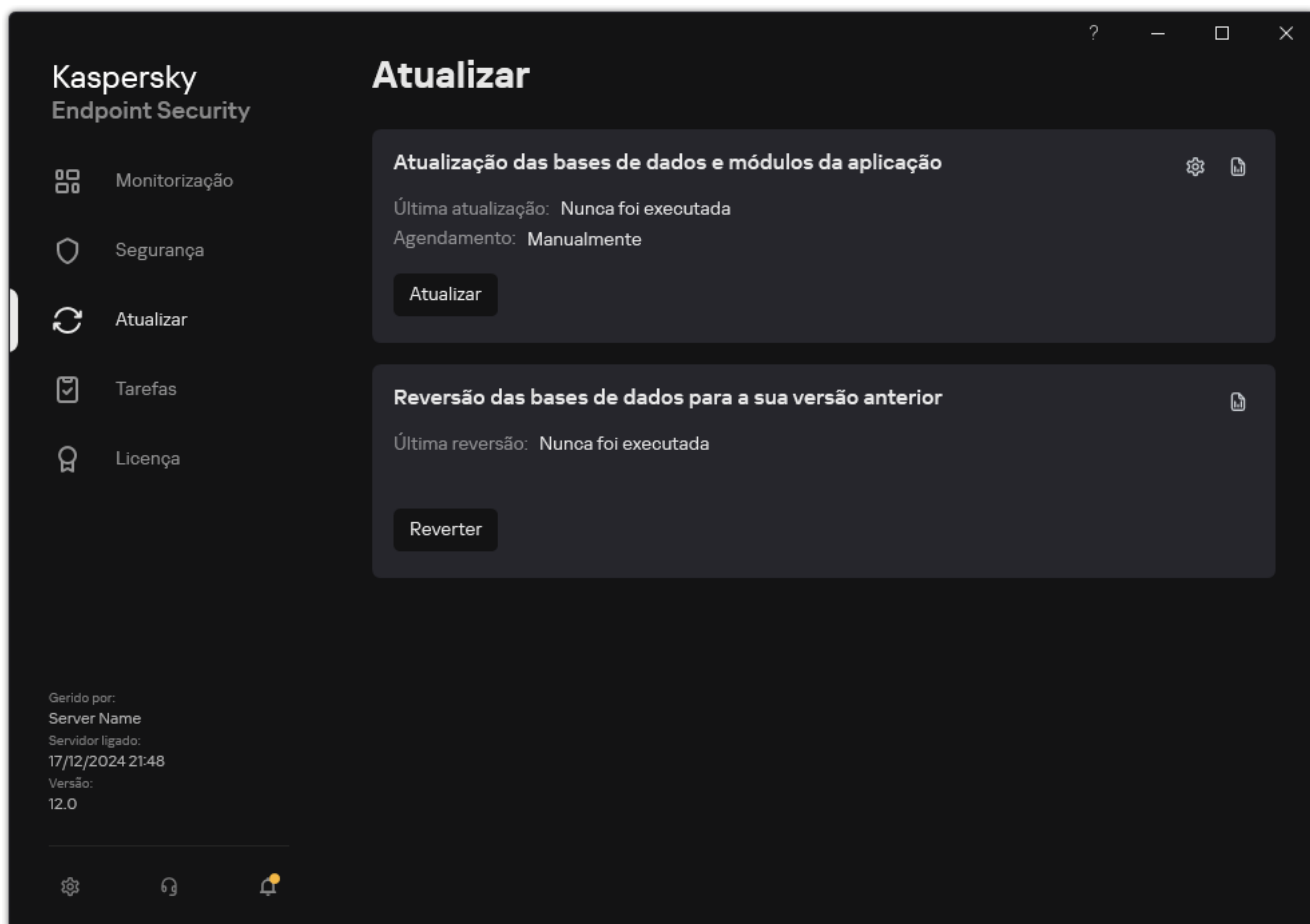 ?
Kaspersky
Endpoint Security
Monitorização
Segurança
Atualizar
Tarefas
Licença
Gerido por:
Server Name
Servidor ligado:
17/12/2024 21:48
Versão:
12.0
Atualizar
Atualização das bases de dados e módulos da aplicação
Última atualização: Nunca foi executada
Agendamento: Manualmente
Atualizar
Reversão das bases de dados para a sua versão anterior
Última reversão: Nunca foi executada
Reverter